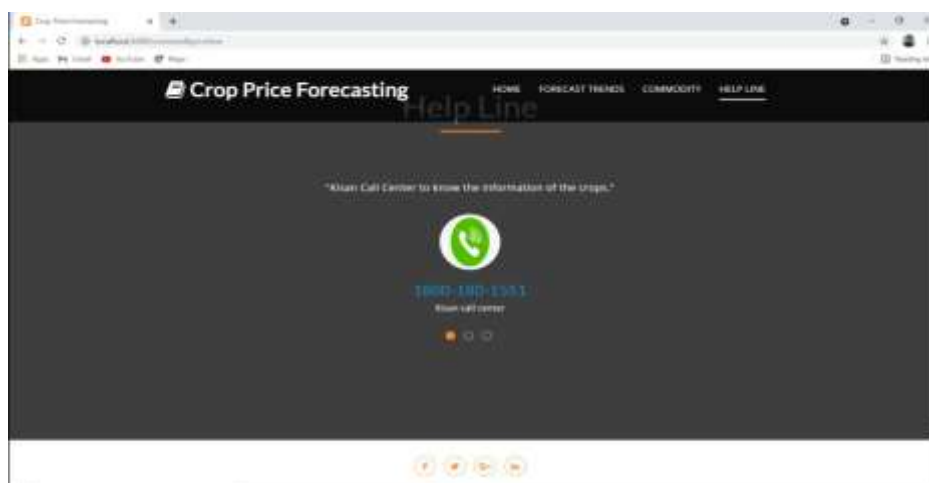 Crop Price Forecasting
HOME FORECAST TRENDS COMMODITY HELP LINE
Help Line
"Kisan Call Center to know the information of the crops."
1800-180-1551
Kisan call center